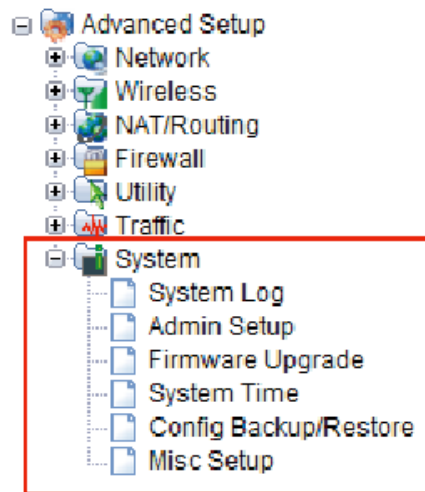 Advanced Setup
Network
Wireless
NAT/Routing
Firewall
Utility
Traffic
System
System Log
Admin Setup
Firmware Upgrade
System Time
Config Backup/Restore
Misc Setup